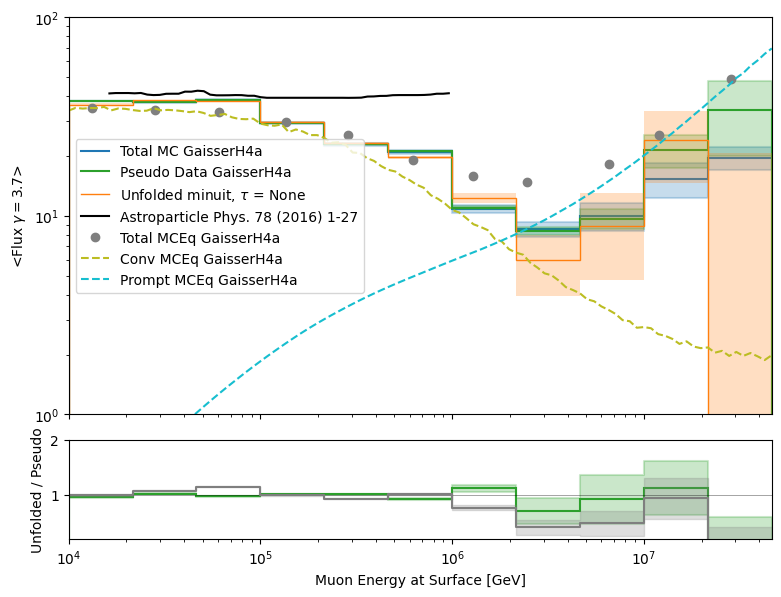 10²
<Flux γ = 3.7>
10¹
10⁰
Total MC GaisserH4a
Pseudo Data GaisserH4a
Unfolded minuit, τ = None
Astroparticle Phys. 78 (2016) 1-27
Total MCEq GaisserH4a
Conv MCEq GaisserH4a
Prompt MCEq GaisserH4a
Unfolded / Pseudo
2
1
10⁴ 10⁵ 10⁶ 10⁷
Muon Energy at Surface [GeV]